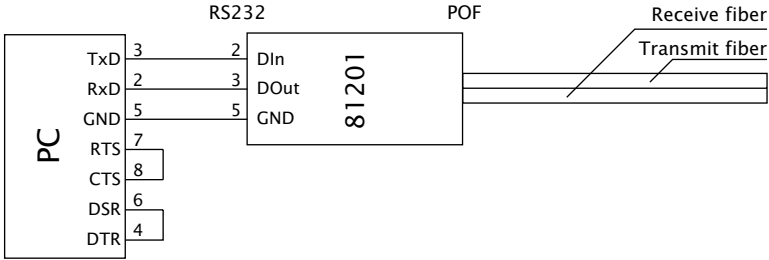 RS232 POF Receive fiber
Transmit fiber
TxD 3 2 DIn
RxD 2 3 DOut
GND 5 5 GND
RTS 7
CTS 8
DSR 6
DTR 4
PC
81201